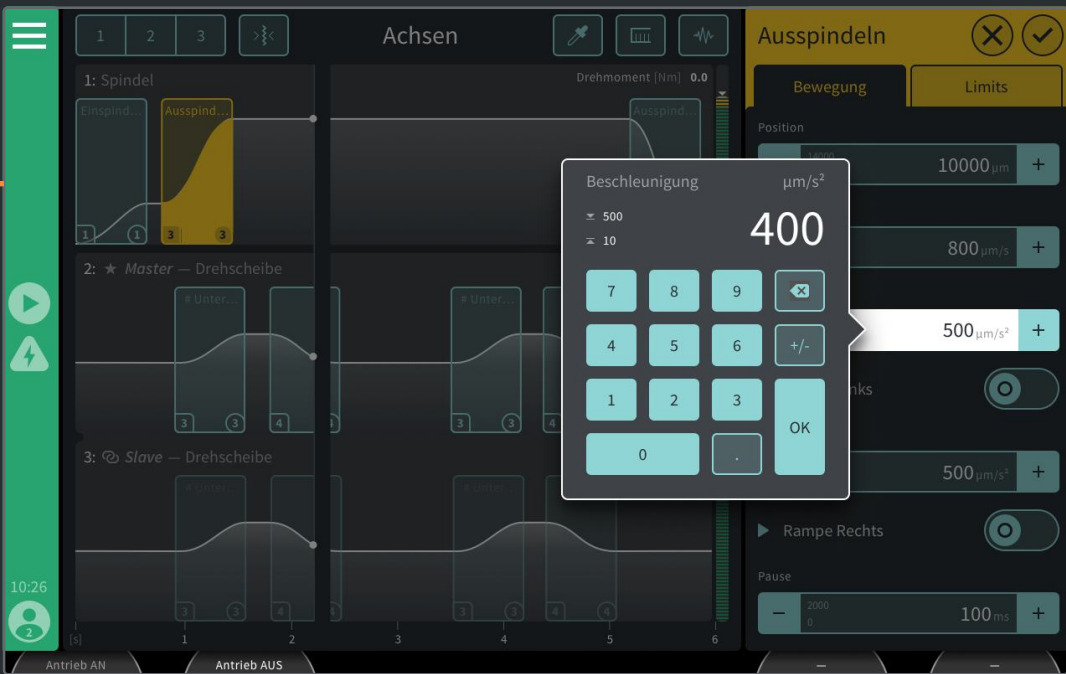 1 2 3
Achsen
Ausspindeln
Bewegung
Limits
1: Spindel
Drehmoment [Nm] 0.0
Einspind...
Ausspind...
Ausspind...
1 1 3 3
Position
14000
10000 µm +
800 µm/s +
500 µm/s² +
nks
500 µm/s² +
Rampe Rechts
Pause
− 2000
0
100 ms +
Beschleunigung µm/s²
500
10
400
7 8 9
4 5 6 +/-
1 2 3
OK
0 .
2: ★ Master — Drehscheibe
# Unter...
# Unter...
3 3 4 3 3 4
3: Slave — Drehscheibe
# Unter...
# Unter...
3 3 4 3 3 4 4
[s] 1 2 3 4 5 6
10:26
2
Antrieb AN
Antrieb AUS
–
–